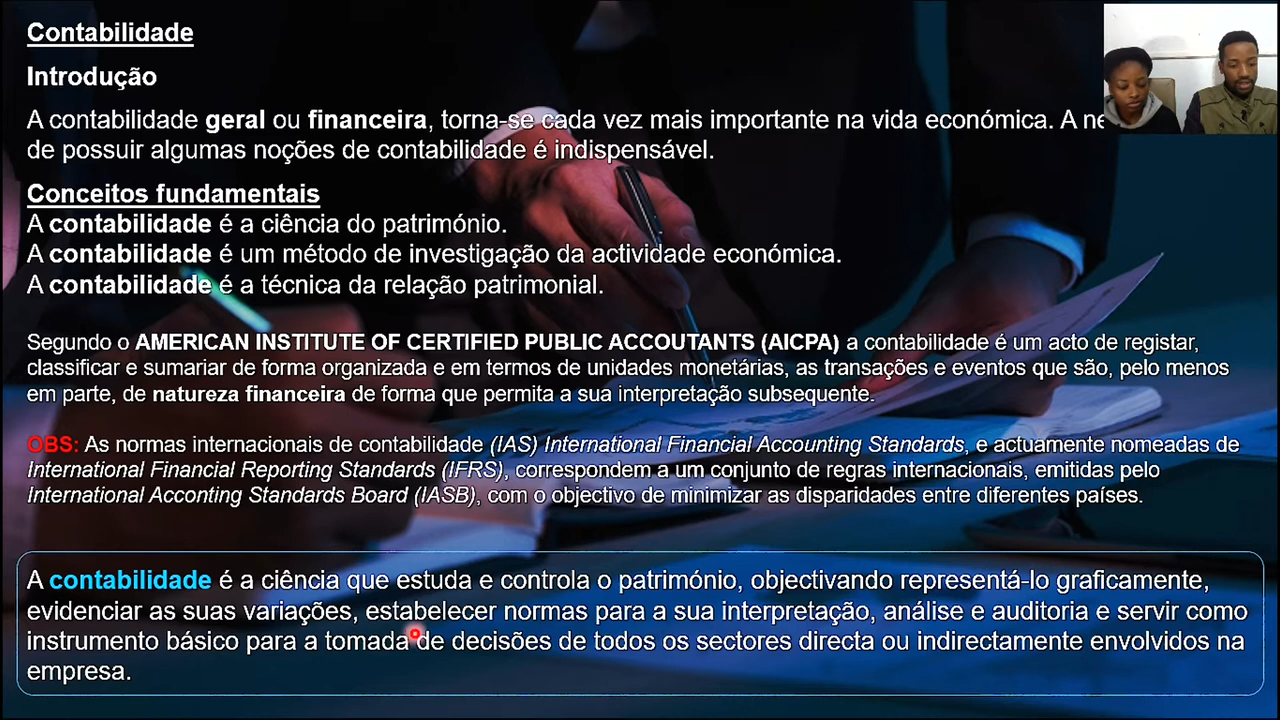 Contabilidade
Introdução
A contabilidade geral ou financeira, torna-se cada vez mais importante na vida económica. A ne
de possuir algumas noções de contabilidade é indispensável.
Conceitos fundamentais
A contabilidade é a ciência do património.
A contabilidade é um método de investigação da actividade económica.
A contabilidade é a técnica da relação patrimonial.
Segundo o AMERICAN INSTITUTE OF CERTIFIED PUBLIC ACCOUTANTS (AICPA) a contabilidade é um acto de registar,
classificar e sumariar de forma organizada e em termos de unidades monetárias, as transações e eventos que são, pelo menos
em parte, de natureza financeira de forma que permita a sua interpretação subsequente.
OBS: As normas internacionais de contabilidade (IAS) International Financial Accounting Standards, e actuamente nomeadas de
International Financial Reporting Standards (IFRS), correspondem a um conjunto de regras internacionais, emitidas pelo
International Acconting Standards Board (IASB), com o objectivo de minimizar as disparidades entre diferentes países.
A contabilidade é a ciência que estuda e controla o património, objectivando representá-lo graficamente,
evidenciar as suas variações, estabelecer normas para a sua interpretação, análise e auditoria e servir como
instrumento básico para a tomada de decisões de todos os sectores directa ou indirectamente envolvidos na
empresa.